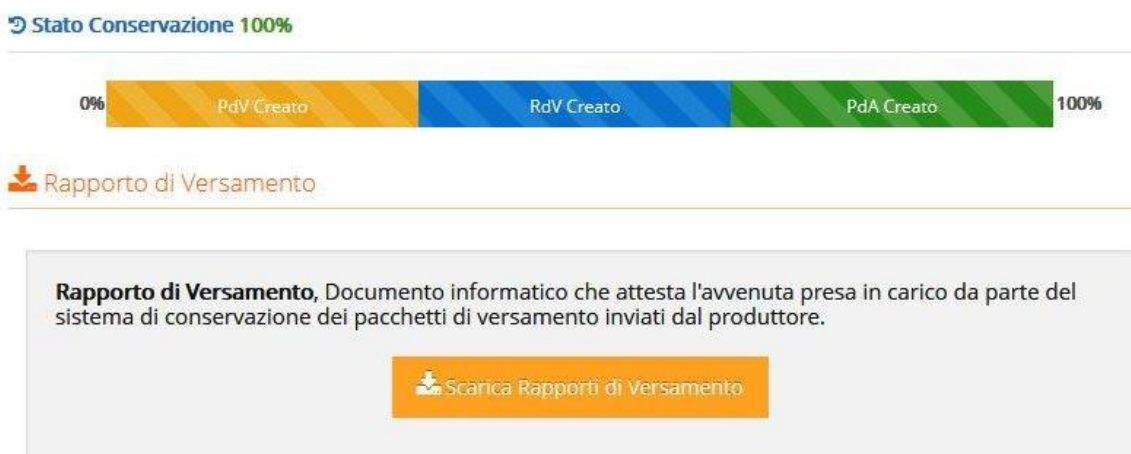 Stato Conservazione 100%
0% PdV Creato RdV Creato PdA Creato 100%
Rapporto di Versamento
Rapporto di Versamento, Documento informatico che attesta l'avvenuta presa in carico da parte del
sistema di conservazione dei pacchetti di versamento inviati dal produttore.
Scarica Rapporti di Versamento